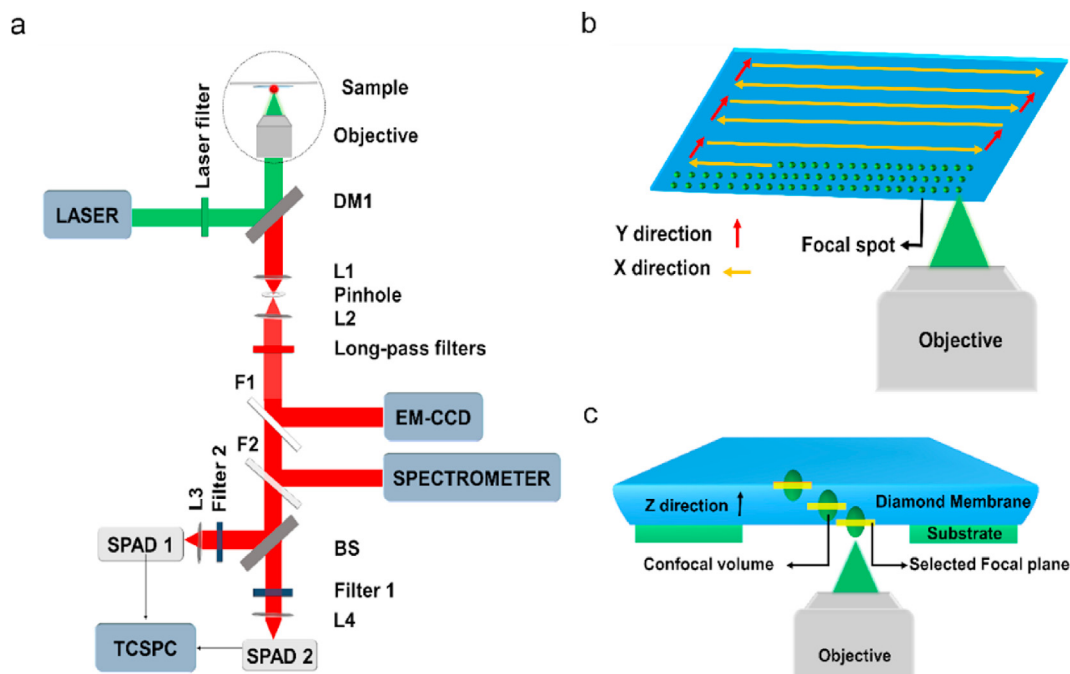 a
Sample
Objective
Laser filter
LASER
DM1
L1
Pinhole
L2
Long-pass filters
F1
EM-CCD
F2
SPECTROMETER
L3
Filter 2
SPAD 1
BS
Filter 1
L4
TCSPC
SPAD 2
b
Y direction
X direction
Focal spot
Objective
c
Z direction
Diamond Membrane
Substrate
Confocal volume
Selected Focal plane
Objective